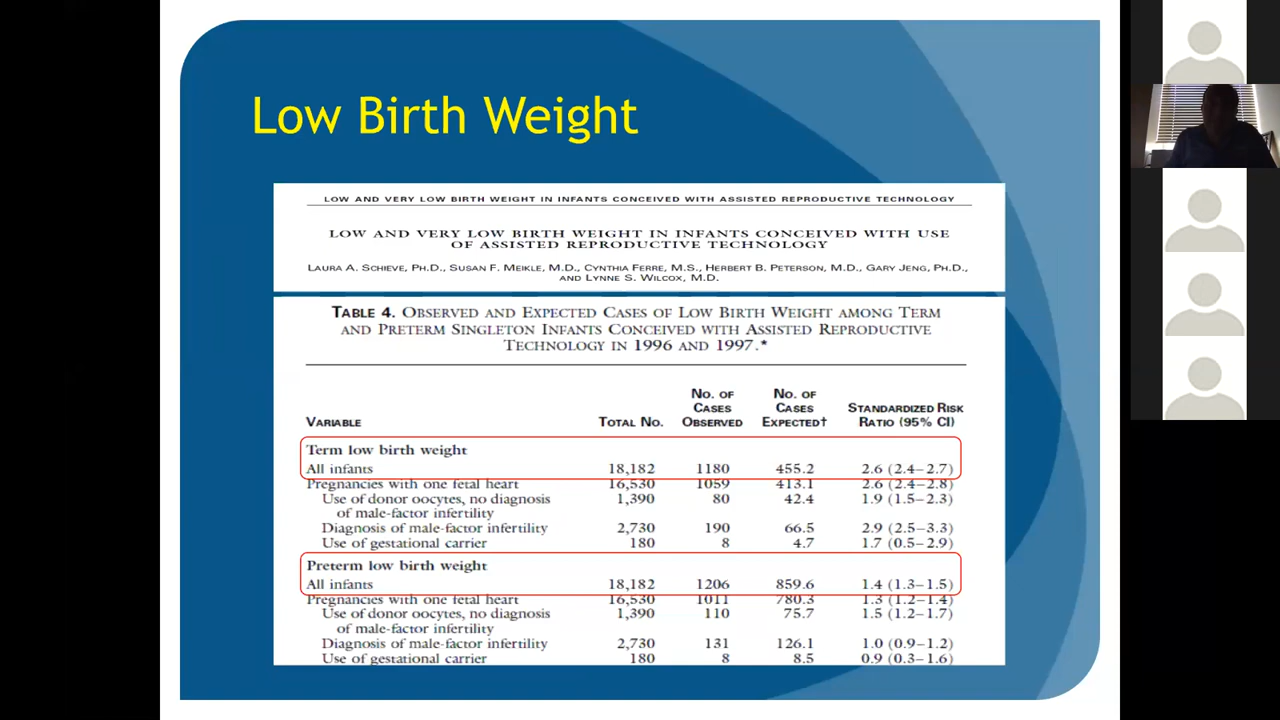 Low Birth Weight
LOW AND VERY LOW BIRTH WEIGHT IN INFANTS CONCEIVED WITH ASSISTED REPRODUCTIVE TECHNOLOGY
LOW AND VERY LOW BIRTH WEIGHT IN INFANTS CONCEIVED WITH USE
OF ASSISTED REPRODUCTIVE TECHNOLOGY
LAURA A. SCHIEVE, PH.D., SUSAN F. MEIKLE, M.D., CYNTHIA FERRE, M.S., HERBERT B. PETERSON, M.D., GARY JENG, PH.D.,
AND LYNNE S. WILCOX, M.D.
TABLE 4. OBSERVED AND EXPECTED CASES OF LOW BIRTH WEIGHT AMONG TERM
AND PRETERM SINGLETON INFANTS CONCEIVED WITH ASSISTED REPRODUCTIVE
TECHNOLOGY IN 1996 AND 1997.*
VARIABLE TOTAL NO. NO. OF CASES OBSERVED NO. OF CASES EXPECTED† STANDARDIZED RISK RATIO (95% CI)
Term low birth weight
All infants 18,182 1180 455.2 2.6 (2.4–2.7)
Pregnancies with one fetal heart 16,530 1059 413.1 2.6 (2.4–2.8)
Use of donor oocytes, no diagnosis 1,390 80 42.4 1.9 (1.5–2.3)
of male-factor infertility
Diagnosis of male-factor infertility 2,730 190 66.5 2.9 (2.5–3.3)
Use of gestational carrier 180 8 4.7 1.7 (0.5–2.9)
Preterm low birth weight
All infants 18,182 1206 859.6 1.4 (1.3–1.5)
Pregnancies with one fetal heart 16,530 1011 780.3 1.3 (1.2–1.4)
Use of donor oocytes, no diagnosis 1,390 110 75.7 1.5 (1.2–1.7)
of male-factor infertility
Diagnosis of male-factor infertility 2,730 131 126.1 1.0 (0.9–1.2)
Use of gestational carrier 180 8 8.5 0.9 (0.3–1.6)